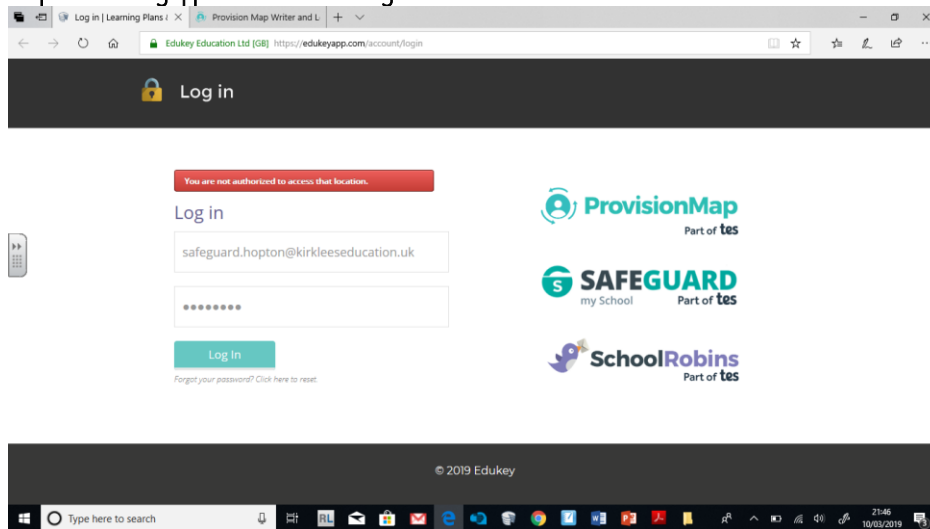 Log in | Learning Plans &
Provision Map Writer and L
Edukey Education Ltd [GB] https://edukeyapp.com/account/login
Log in
You are not authorized to access that location.
Log in
safeguard.hopton@kirkleeseducation.uk
Log In
Forgot your password? Click here to reset.
ProvisionMap
Part of tes
S SAFEGUARD
my School Part of tes
SchoolRobins
Part of tes
© 2019 Edukey
Type here to search
RL
21:46
10/03/2019